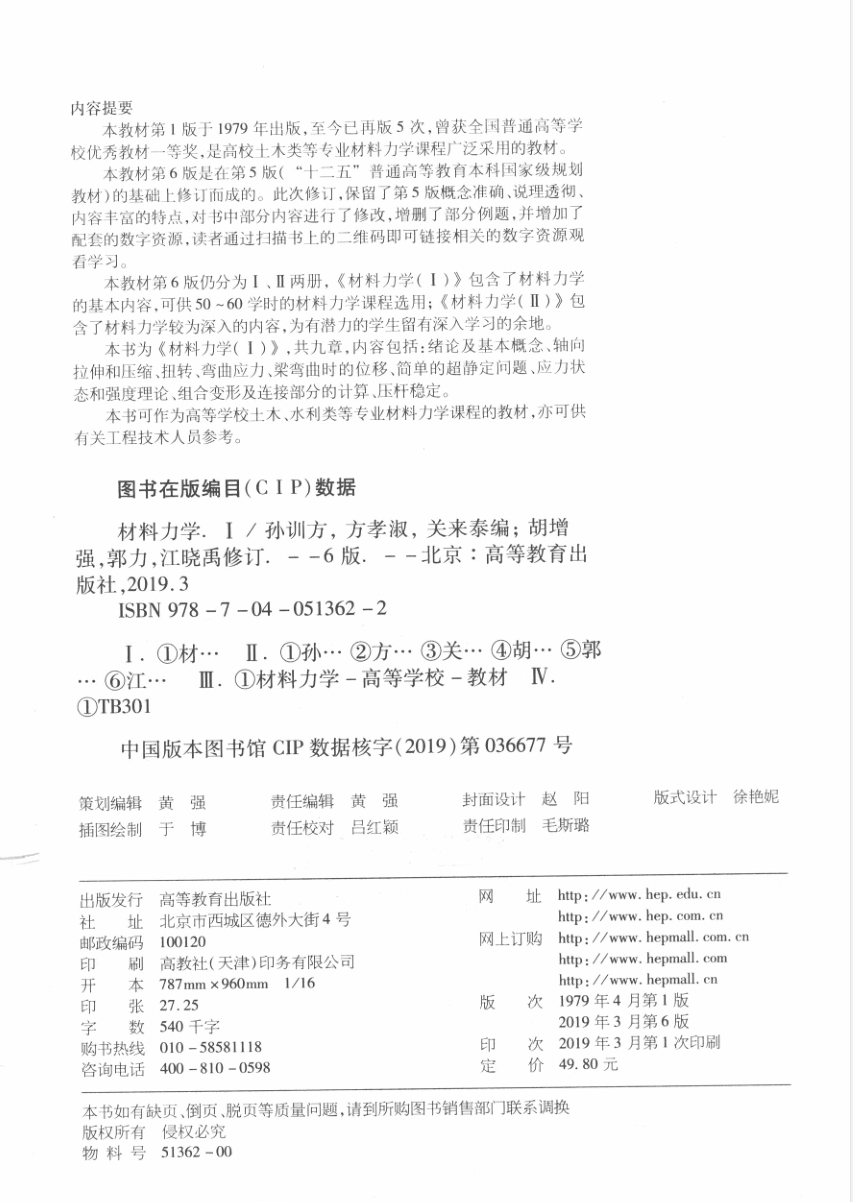 内容提要
本教材第1版于1979年出版,至今已再版5次,曾获全国普通高等学
校优秀教材一等奖,是高校土木类等专业材料力学课程广泛采用的教材。
本教材第6版是在第5版(“十二五”普通高等教育本科国家级规划
教材)的基础上修订而成的。此次修订,保留了第5版概念准确、说理透彻、
内容丰富的特点,对书中部分内容进行了修改,增删了部分例题,并增加了
配套的数字资源,读者通过扫描书上的二维码即可链接相关的数字资源观
看学习。
本教材第6版仍分为Ⅰ、Ⅱ两册,《材料力学(Ⅰ)》包含了材料力学
的基本内容,可供50~60学时的材料力学课程选用;《材料力学(Ⅱ)》包
含了材料力学较为深入的内容,为有潜力的学生留有深入学习的余地。
本书为《材料力学(Ⅰ)》,共九章,内容包括:绪论及基本概念、轴向
拉伸和压缩、扭转、弯曲应力、梁弯曲时的位移、简单的超静定问题、应力状
态和强度理论、组合变形及连接部分的计算、压杆稳定。
本书可作为高等学校土木、水利类等专业材料力学课程的教材,亦可供
有关工程技术人员参考。
图书在版编目(CIP)数据
材料力学. Ⅰ / 孙训方, 方孝淑, 关来泰编; 胡增
强,郭力,江晓禹修订. --6版. --北京:高等教育出
版社,2019.3
ISBN 978-7-04-051362-2
Ⅰ. ①材… Ⅱ. ①孙… ②方… ③关… ④胡… ⑤郭
… ⑥江… Ⅲ. ①材料力学-高等学校-教材 Ⅳ.
①TB301
中国版本图书馆CIP数据核字(2019)第036677号
策划编辑 黄 强 责任编辑 黄 强 封面设计 赵 阳 版式设计 徐艳妮
插图绘制 于 博 责任校对 吕红颖 责任印制 毛斯璐
出版发行 高等教育出版社 网 址 http://www.hep.edu.cn
社 址 北京市西城区德外大街4号 http://www.hep.com.cn
邮政编码 100120 网上订购 http://www.hepmall.com.cn
印 刷 高教社(天津)印务有限公司 http://www.hepmall.com
开 本 787mm×960mm 1/16 http://www.hepmall.cn
印 张 27.25 版 次 1979年4月第1版
字 数 540千字 2019年3月第6版
购书热线 010-58581118 印 次 2019年3月第1次印刷
咨询电话 400-810-0598 定 价 49.80元
本书如有缺页、倒页、脱页等质量问题,请到所购图书销售部门联系调换
版权所有 侵权必究
物 料 号 51362-00